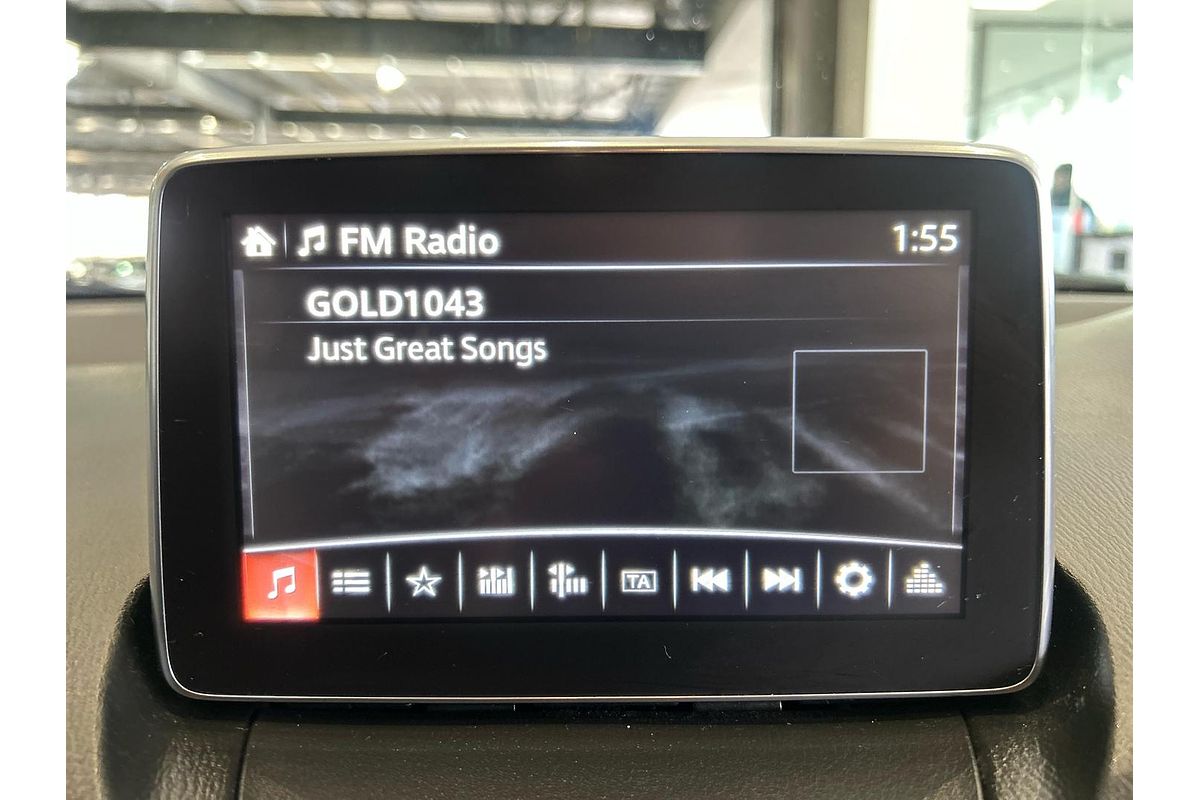 FM Radio 1:55
GOLD1043
Just Great Songs
TA